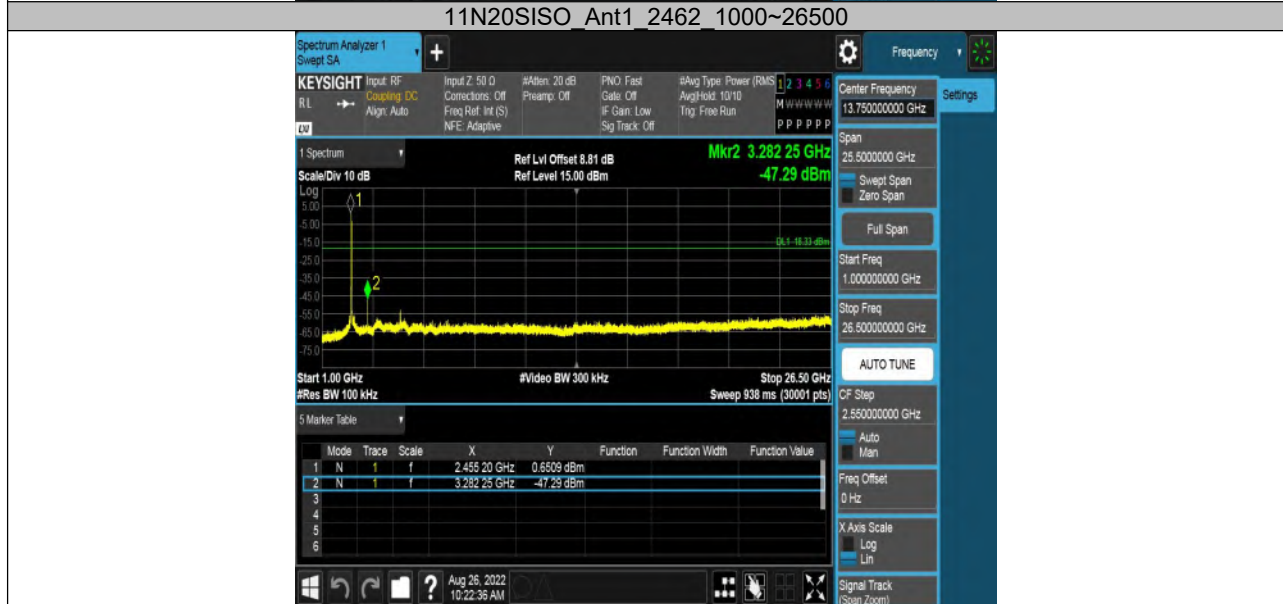 11N20SISO_Ant1_2462_1000~26500
Spectrum Analyzer 1
Swept SA
+
Frequency
KEYSIGHT
RL
LXI
Input: RF
Coupling: DC
Align: Auto
Input Z: 50 Ω
Corrections: Off
Freq Ref: Int (S)
NFE: Adaptive
#Atten: 20 dB
Preamp: Off
PNO: Fast
Gate: Off
IF Gain: Low
Sig Track: Off
#Avg Type: Power (RMS
Avg|Hold: 10/10
Trig: Free Run
1 2 3 4 5 6
M W W W W W
P P P P P P
1 Spectrum
Scale/Div 10 dB
Ref Lvl Offset 8.81 dB
Ref Level 15.00 dBm
Mkr2 3.282 25 GHz
-47.29 dBm
Log
5.00
-5.00
-15.0
-25.0
-35.0
-45.0
-55.0
-65.0
-75.0
1
2
DL1 -18.33 dBm
Start 1.00 GHz
#Res BW 100 kHz
#Video BW 300 kHz
Stop 26.50 GHz
Sweep 938 ms (30001 pts)
5 Marker Table
Mode Trace Scale X Y Function Function Width Function Value
1 N 1 f 2.455 20 GHz 0.6509 dBm
2 N 1 f 3.282 25 GHz -47.29 dBm
3
4
5
6
?
Aug 26, 2022
10:22:36 AM
Center Frequency
13.750000000 GHz
Settings
Span
25.5000000 GHz
Swept Span
Zero Span
Full Span
Start Freq
1.000000000 GHz
Stop Freq
26.500000000 GHz
AUTO TUNE
CF Step
2.550000000 GHz
Auto
Man
Freq Offset
0 Hz
X Axis Scale
Log
Lin
Signal Track
(Span Zoom)